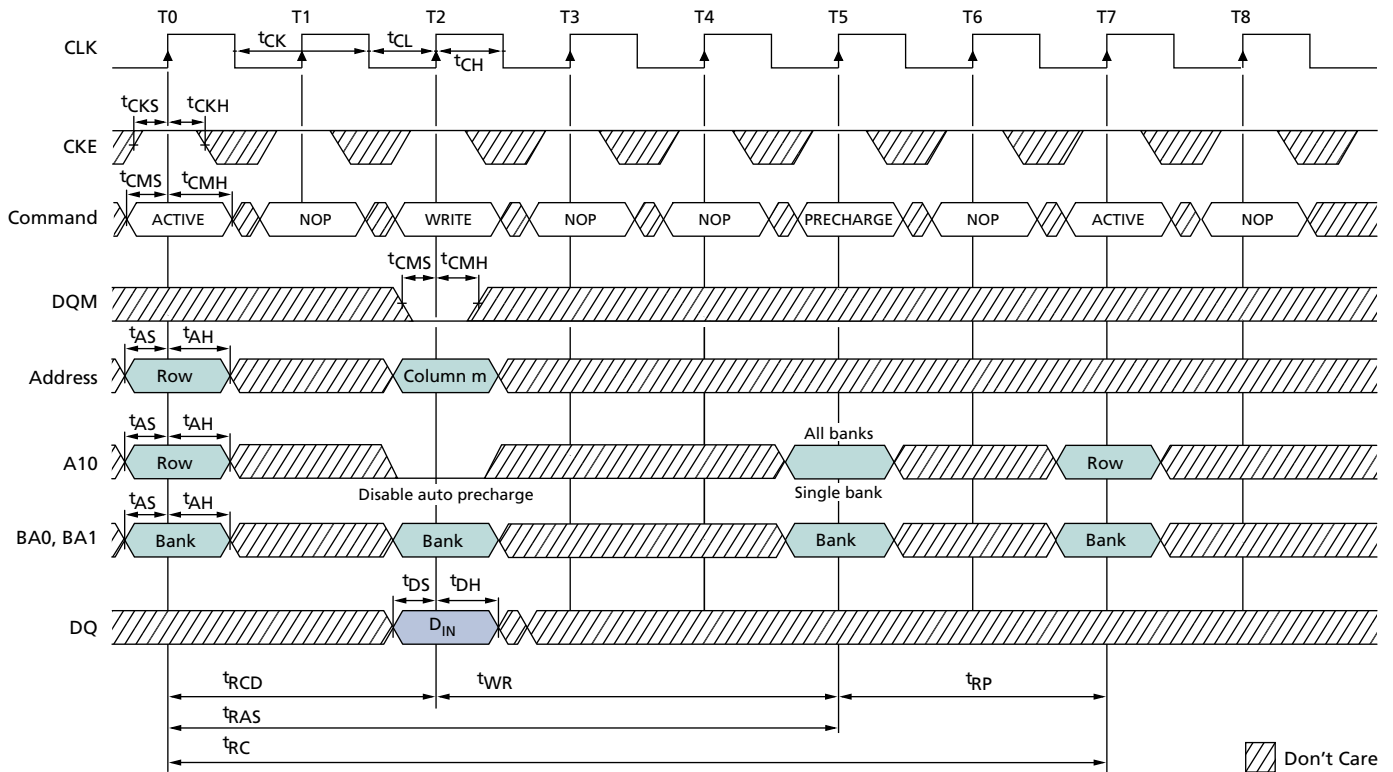 T0 T1 T2 T3 T4 T5 T6 T7 T8
CLK
tCK tCL
tCH
tCKS tCKH
CKE
tCMS tCMH
Command ACTIVE NOP WRITE NOP NOP PRECHARGE NOP ACTIVE NOP
tCMS tCMH
DQM
tAS tAH
Address Row Column m
tAS tAH All banks
A10 Row Row
Disable auto precharge Single bank
tAS tAH
BA0, BA1 Bank Bank Bank Bank
tDS tDH
DQ DIN
tRCD tWR tRP
tRAS
tRC
Don't Care